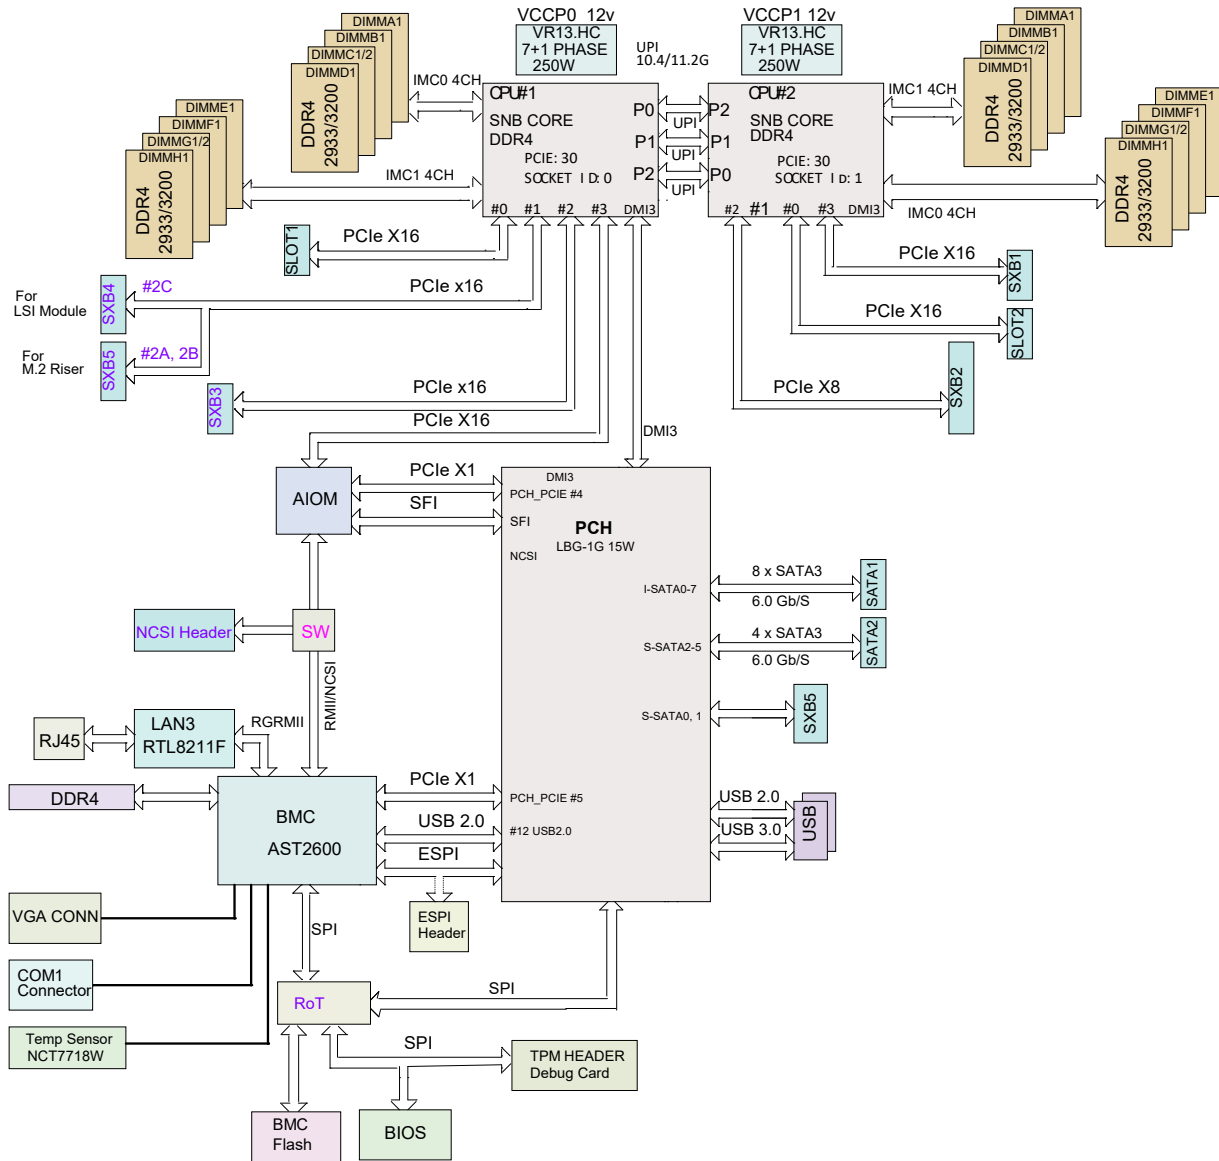 VCCP0 12v
VR13.HC
7+1 PHASE
250W
VCCP1 12v
VR13.HC
7+1 PHASE
250W
UPI
10.4/11.2G
DIMMA1
DIMMB1
DIMMC1/2
DIMMD1
DDR4
2933/3200
DIMME1
DIMMF1
DIMMG1/2
DIMMH1
DDR4
2933/3200
IMC0 4CH
IMC1 4CH
CPU#1
SNB CORE
DDR4
PCIE: 30
SOCKET ID: 0
P0
P1
P2
#0
#1
#2
#3
DMI3
UPI
UPI
UPI
CPU#2
SNB CORE
DDR4
PCIE: 30
SOCKET ID: 1
P2
P1
P0
#2
#1
#0
#3
DMI3
IMC1 4CH
IMC0 4CH
DIMMA1
DIMMB1
DIMMC1/2
DIMMD1
DDR4
2933/3200
DIMME1
DIMMF1
DIMMG1/2
DIMMH1
DDR4
2933/3200
SLOT1
PCIe X16
For
LSI Module
SXB4
#2C
PCIe x16
For
M.2 Riser
SXB5
#2A, 2B
SXB3
PCIe x16
PCIe X16
DMI3
PCIe X16
SXB1
PCIe X16
SLOT2
PCIe X8
SXB2
AIOM
PCIe X1
SFI
DMI3
PCH_PCIE #4
SFI
PCH
LBG-1G 15W
NCSI
I-SATA0-7
8 x SATA3
6.0 Gb/S
SATA1
S-SATA2-5
4 x SATA3
6.0 Gb/S
SATA2
S-SATA0, 1
SXB5
NCSI Header
SW
RMII/NCSI
RJ45
LAN3
RTL8211F
RGRMII
DDR4
BMC
AST2600
PCIe X1
PCH_PCIE #5
USB 2.0
#12 USB2.0
ESPI
USB 2.0
USB 3.0
USB
ESPI
Header
VGA CONN
COM1
Connector
Temp Sensor
NCT7718W
SPI
RoT
SPI
SPI
TPM HEADER
Debug Card
BMC
Flash
BIOS